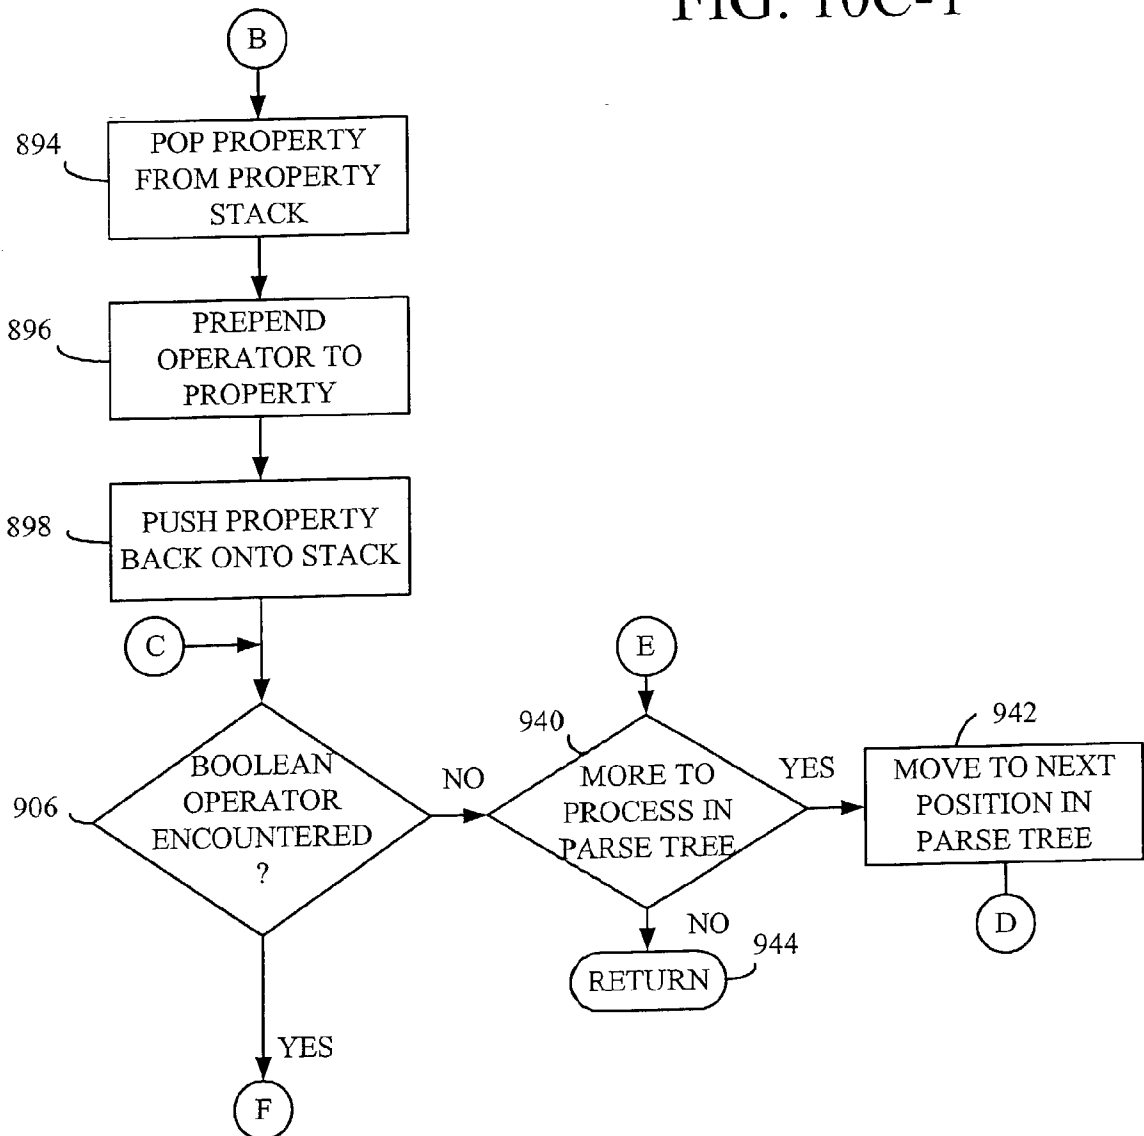 FIG. 10C-1
B
894
POP PROPERTY
FROM PROPERTY
STACK
896
PREPEND
OPERATOR TO
PROPERTY
898
PUSH PROPERTY
BACK ONTO STACK
C
E
906
BOOLEAN
OPERATOR
ENCOUNTERED
?
NO
940
MORE TO
PROCESS IN
PARSE TREE
YES
942
MOVE TO NEXT
POSITION IN
PARSE TREE
D
NO
RETURN
944
YES
F